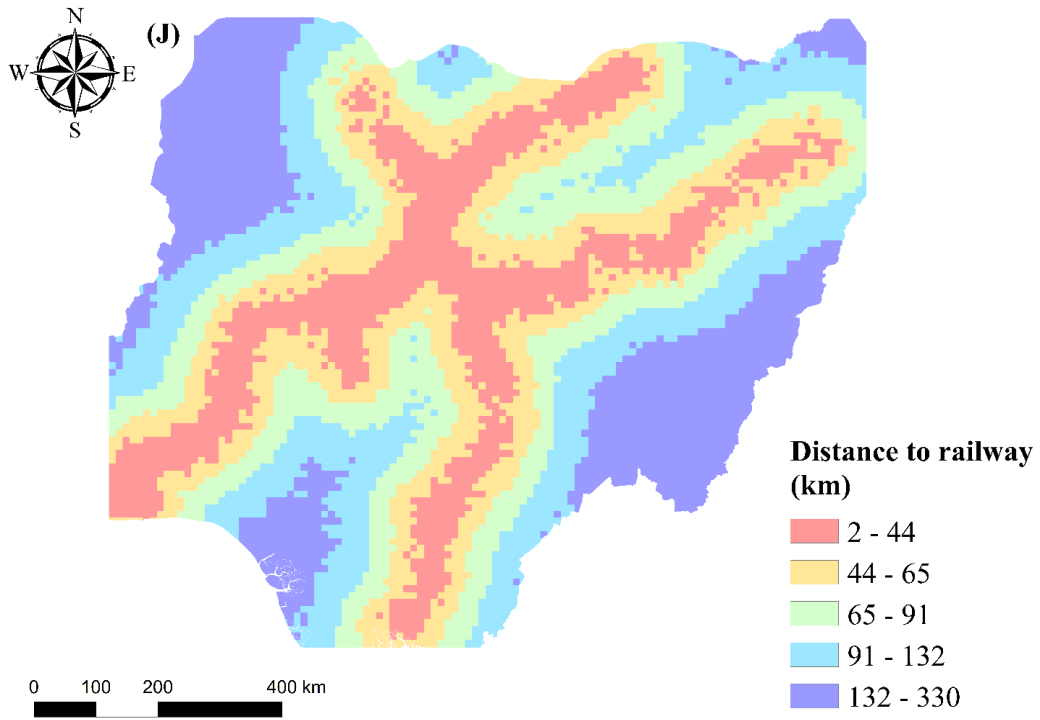 N
(J)
W E
S
Distance to railway
(km)
2 - 44
44 - 65
65 - 91
91 - 132
132 - 330
0 100 200 400 km